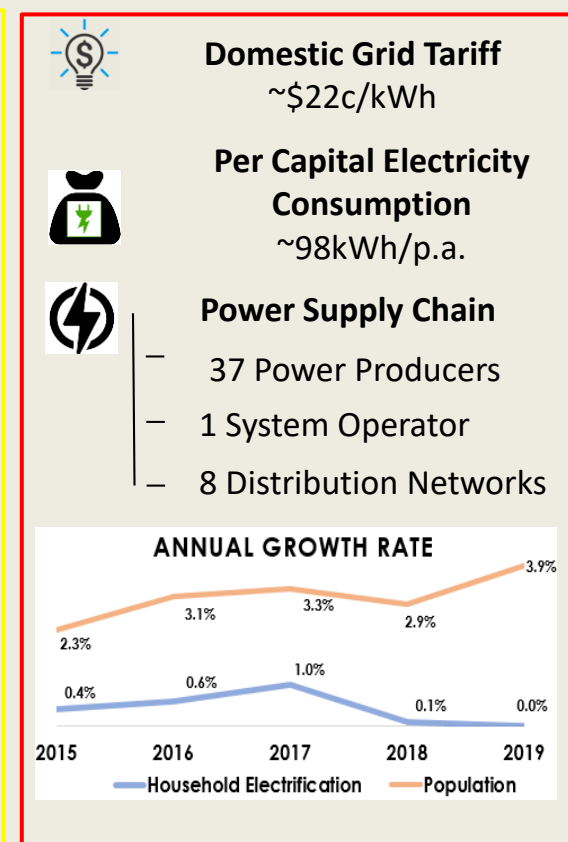 $
Domestic Grid Tariff
~$22c/kWh
Per Capital Electricity
Consumption
~98kWh/p.a.
Power Supply Chain
– 37 Power Producers
– 1 System Operator
– 8 Distribution Networks
ANNUAL GROWTH RATE
2.3% 3.1% 3.3% 2.9% 3.9%
0.4% 0.6% 1.0% 0.1% 0.0%
2015 2016 2017 2018 2019
Household Electrification Population